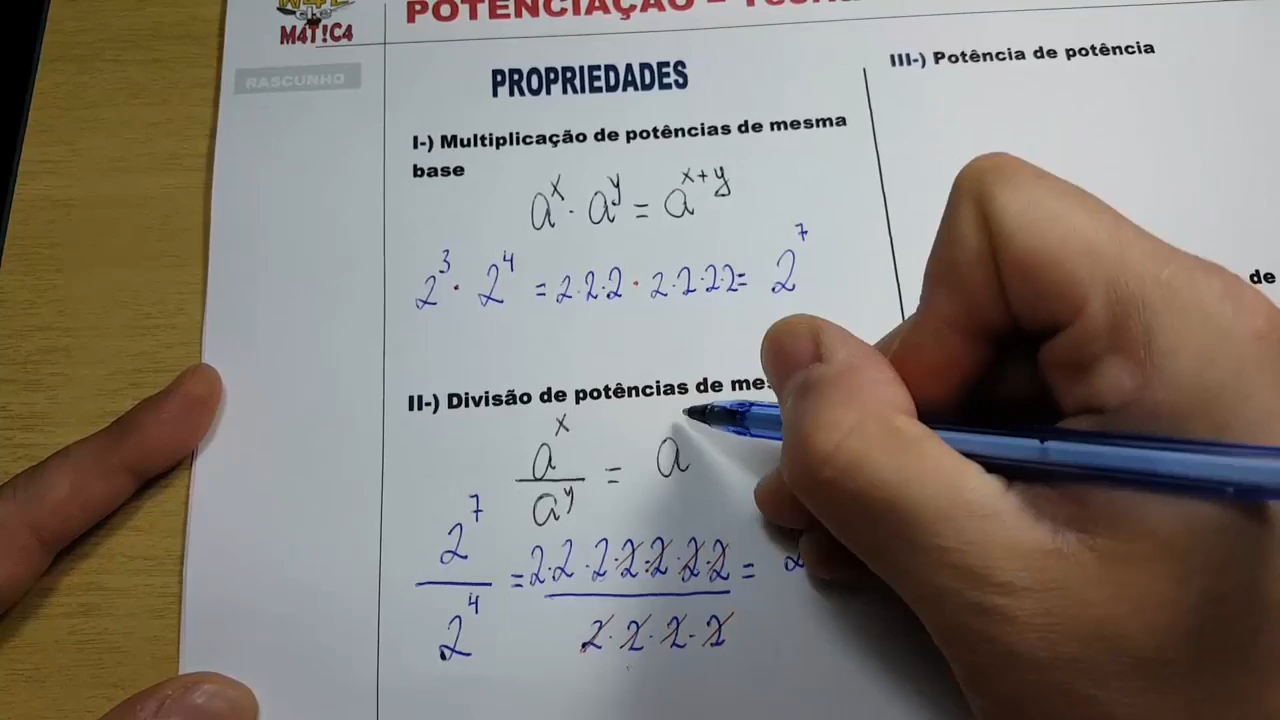 M4T!C4
POTENCIAÇÃO –
RASCUNHO
PROPRIEDADES
I-) Multiplicação de potências de mesma
base
a^x · a^y = a^{x+y}
2^3 · 2^4 = 2·2·2 · 2·2·2·2 = 2^7
II-) Divisão de potências de
a^x / a^y = a
2^7 / 2^4 = 2·2·2·2·2·2·2 / 2·2·2·2 = 2
III-) Potência de potência
de